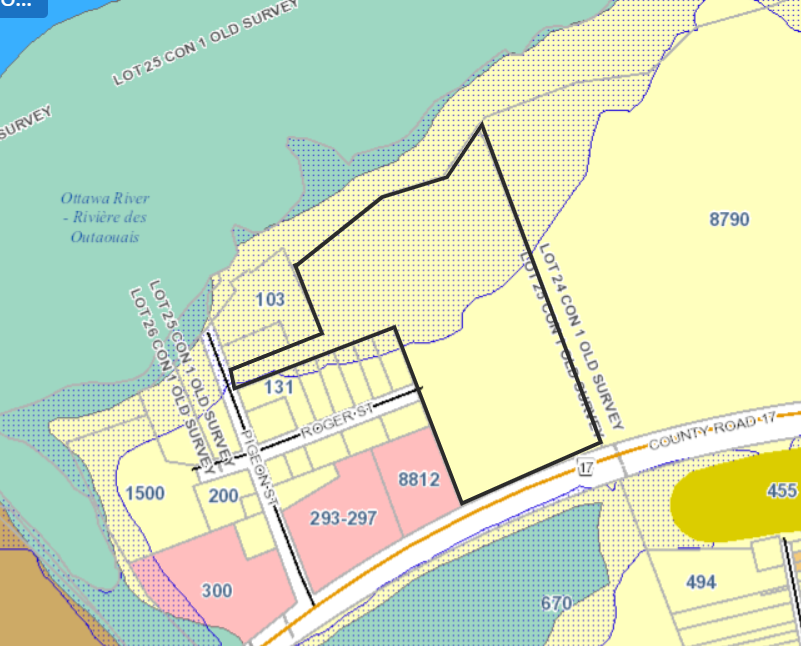 O...
LOT 25 CON 1 OLD SURVEY
SURVEY
Ottawa River
- Rivière des
Outaouais
8790
LOT 24 CON 1 OLD SURVEY
LOT 25 CON 1 OLD SURVEY
103
LOT 25 CON 1 OLD SURVEY
LOT 26 CON 1 OLD SURVEY
131
ROGER ST
PIGEON ST
COUNTY ROAD 17
17
8812
1500
200
293-297
455
494
300
670